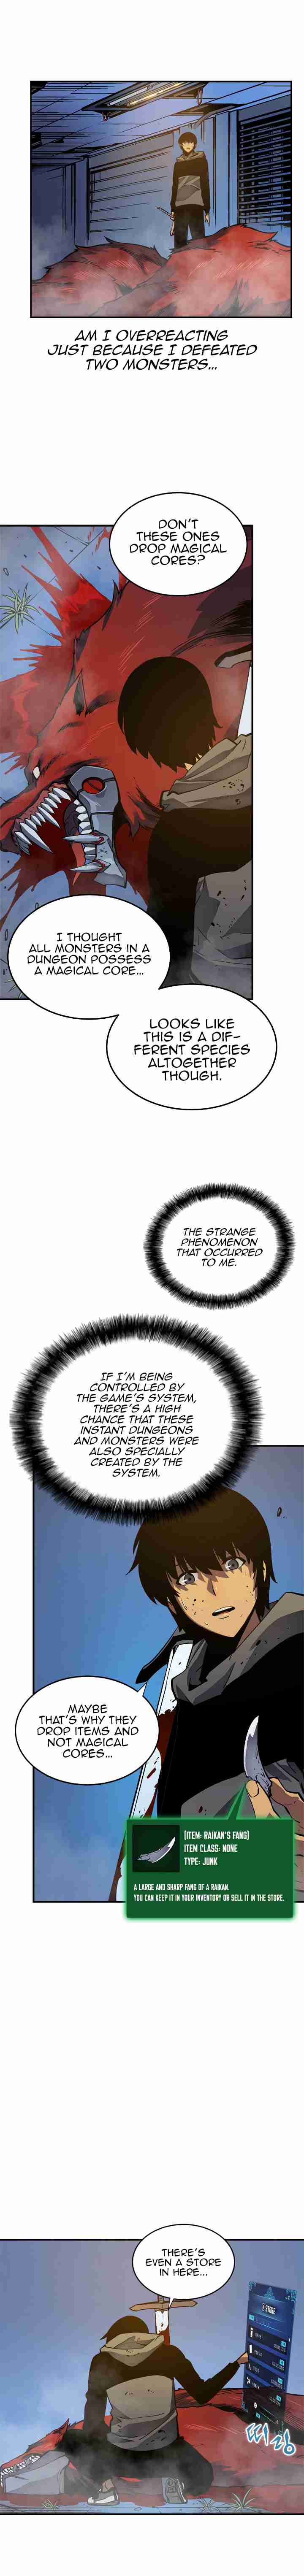 AM I OVERREACTING
JUST BECAUSE I DEFEATED
TWO MONSTERS...
DON'T
THESE ONES
DROP MAGICAL
CORES?
I THOUGHT
ALL MONSTERS IN A
DUNGEON POSSESS
A MAGICAL CORE...
LOOKS LIKE
THIS IS A DIF-
FERENT SPECIES
ALTOGETHER
THOUGH.
THE STRANGE
PHENOMENON
THAT OCCURRED
TO ME.
IF I'M BEING
CONTROLLED BY
THE GAME'S SYSTEM,
THERE'S A HIGH
CHANCE THAT THESE
INSTANT DUNGEONS
AND MONSTERS WERE
ALSO SPECIALLY
CREATED BY THE
SYSTEM.
MAYBE
THAT'S WHY THEY
DROP ITEMS AND
NOT MAGICAL
CORES...
[ITEM: RAIKAN'S FANG]
ITEM CLASS: NONE
TYPE: JUNK
A LARGE AND SHARP FANG OF A RAIKAN.
YOU CAN KEEP IT IN YOUR INVENTORY OR SELL IT IN THE STORE.
THERE'S
EVEN A STORE
IN HERE...
STORE
띠링